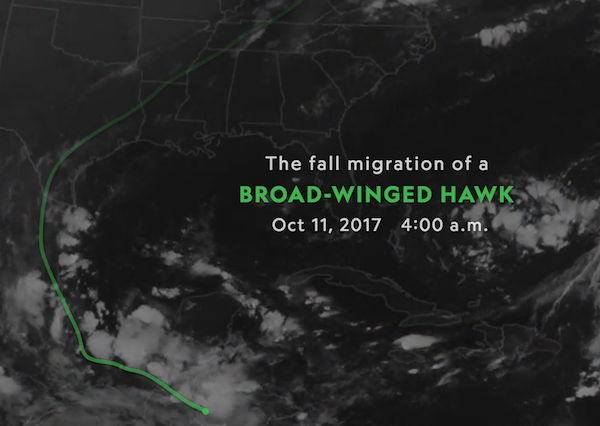 The fall migration of a
BROAD-WINGED HAWK
Oct 11, 2017 4:00 a.m.